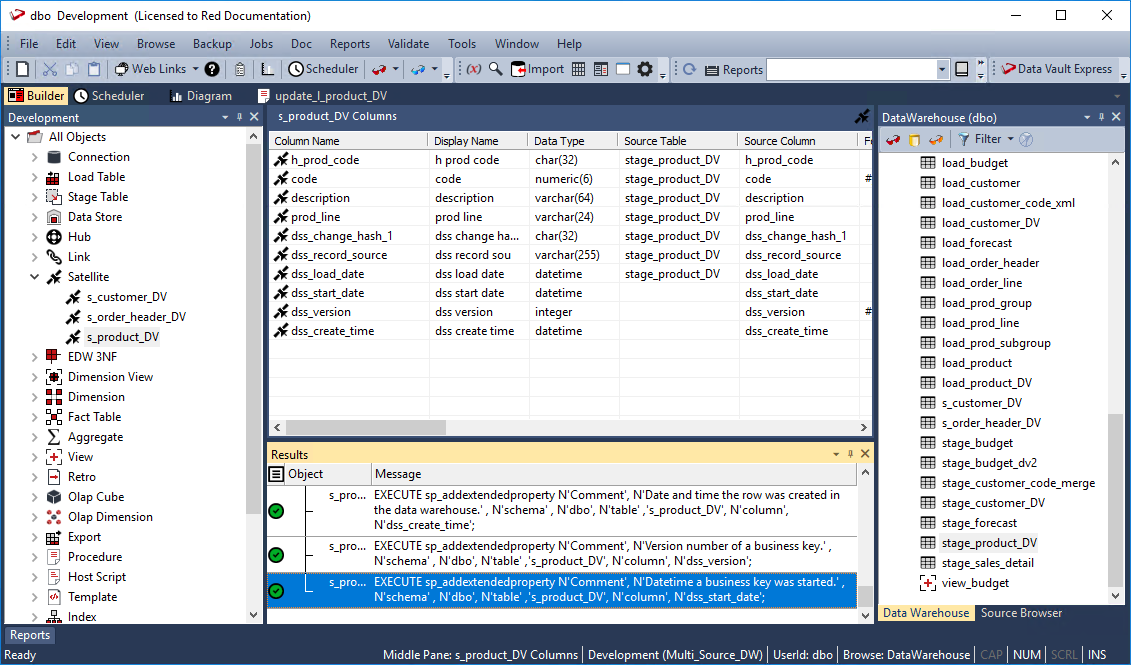 dbo Development (Licensed to Red Documentation)
File Edit View Browse Backup Jobs Doc Reports Validate Tools Window Help
Web Links Scheduler (x) Import Reports Data Vault Express
Builder Scheduler Diagram update_l_product_DV
Development
All Objects
Connection
Load Table
Stage Table
Data Store
Hub
Link
Satellite
s_customer_DV
s_order_header_DV
s_product_DV
EDW 3NF
Dimension View
Dimension
Fact Table
Aggregate
View
Retro
Olap Cube
Olap Dimension
Export
Procedure
Host Script
Template
Index
s_product_DV Columns
Column Name Display Name Data Type Source Table Source Column Fo
h_prod_code h prod code char(32) stage_product_DV h_prod_code
code code numeric(6) stage_product_DV code #
description description varchar(64) stage_product_DV description
prod_line prod line varchar(24) stage_product_DV prod_line
dss_change_hash_1 dss change ha... char(32) stage_product_DV dss_change_hash_1
dss_record_source dss record sou varchar(255) stage_product_DV dss_record_source
dss_load_date dss load date datetime stage_product_DV dss_load_date
dss_start_date dss start date datetime dss_start_date
dss_version dss version integer dss_version #
dss_create_time dss create time datetime dss_create_time
Results
Object Message
s_pro... EXECUTE sp_addextendedproperty N'Comment', N'Date and time the row was created in
the data warehouse.' , N'schema' , N'dbo', N'table' ,'s_product_DV', N'column',
N'dss_create_time';
s_pro... EXECUTE sp_addextendedproperty N'Comment', N'Version number of a business key.' ,
N'schema' , N'dbo', N'table' ,'s_product_DV', N'column', N'dss_version';
s_pro... EXECUTE sp_addextendedproperty N'Comment', N'Datetime a business key was started.' ,
N'schema' , N'dbo', N'table' ,'s_product_DV', N'column', N'dss_start_date';
DataWarehouse (dbo)
Filter
load_budget
load_customer
load_customer_code_xml
load_customer_DV
load_forecast
load_order_header
load_order_line
load_prod_group
load_prod_line
load_prod_subgroup
load_product
load_product_DV
s_customer_DV
s_order_header_DV
stage_budget
stage_budget_dv2
stage_customer_code_merge
stage_customer_DV
stage_forecast
stage_product_DV
stage_sales_detail
view_budget
Data Warehouse Source Browser
Reports
Ready Middle Pane: s_product_DV Columns Development (Multi_Source_DW) UserId: dbo Browse: DataWarehouse CAP NUM SCRL INS